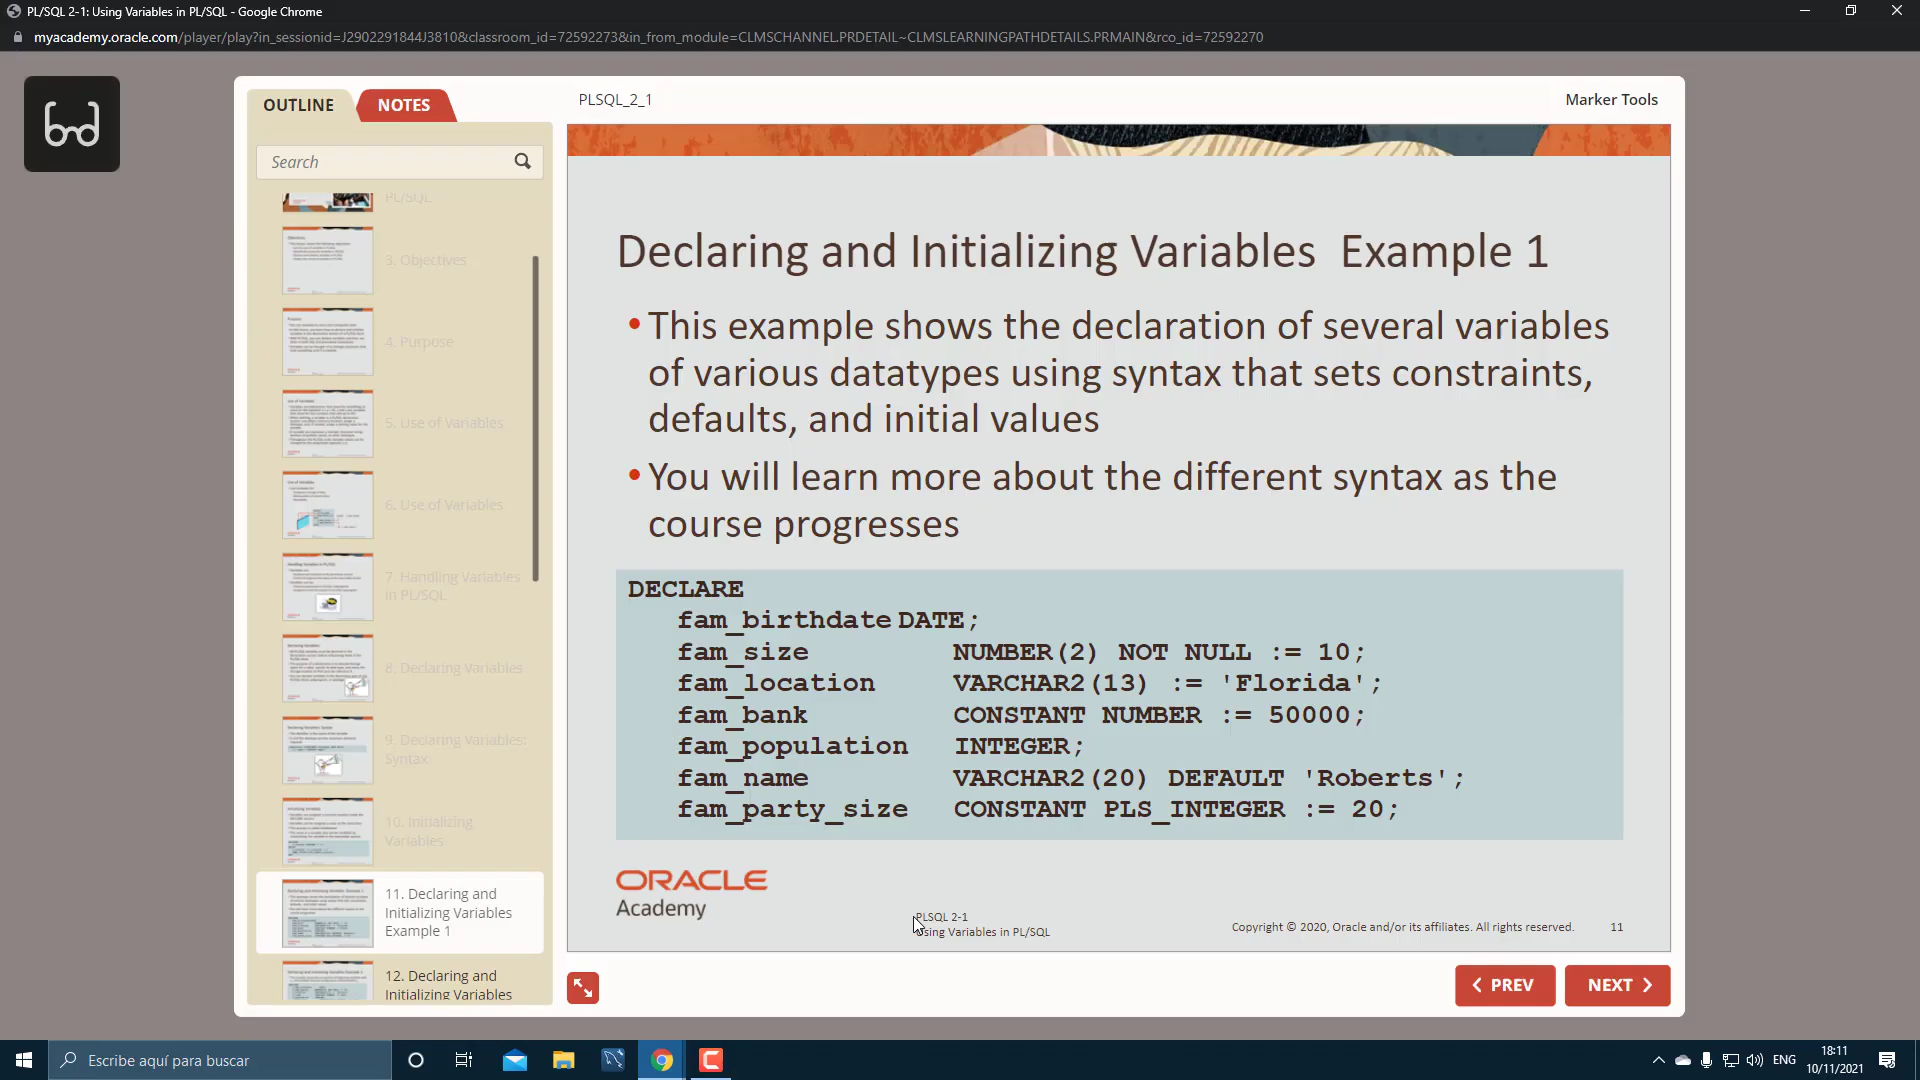 PL/SQL 2-1: Using Variables in PL/SQL - Google Chrome
myacademy.oracle.com/player/play?in_sessionid=J2902291844J3810&classroom_id=72592273&in_from_module=CLMSCHANNEL.PRDETAIL~CLMSLEARNINGPATHDETAILS.PRMAIN&rco_id=72592270
OUTLINE
NOTES
Search
PL/SQL
3. Objectives
4. Purpose
5. Use of Variables
6. Use of Variables
7. Handling Variables
in PL/SQL
8. Declaring Variables
9. Declaring Variables:
Syntax
10. Initializing
Variables
11. Declaring and
Initializing Variables
Example 1
12. Declaring and
Initializing Variables
PLSQL_2_1
Marker Tools
Declaring and Initializing Variables Example 1
•This example shows the declaration of several variables
of various datatypes using syntax that sets constraints,
defaults, and initial values
•You will learn more about the different syntax as the
course progresses
DECLARE
fam_birthdate DATE;
fam_size NUMBER(2) NOT NULL := 10;
fam_location VARCHAR2(13) := 'Florida';
fam_bank CONSTANT NUMBER := 50000;
fam_population INTEGER;
fam_name VARCHAR2(20) DEFAULT 'Roberts';
fam_party_size CONSTANT PLS_INTEGER := 20;
ORACLE
Academy
PLSQL 2-1
Using Variables in PL/SQL
Copyright © 2020, Oracle and/or its affiliates. All rights reserved.
11
PREV
NEXT
Escribe aquí para buscar
ENG
18:11
10/11/2021